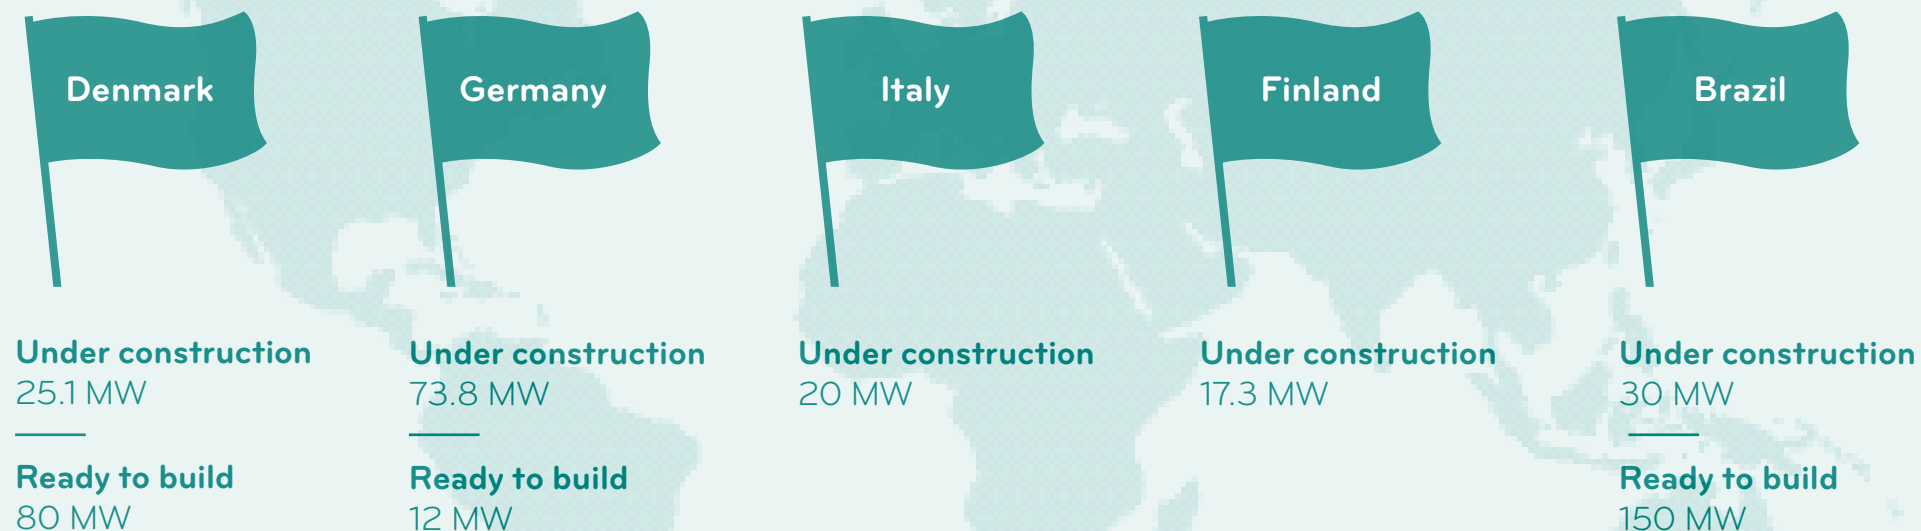 Denmark
Under construction
25.1 MW
Ready to build
80 MW
Germany
Under construction
73.8 MW
Ready to build
12 MW
Italy
Under construction
20 MW
Finland
Under construction
17.3 MW
Brazil
Under construction
30 MW
Ready to build
150 MW